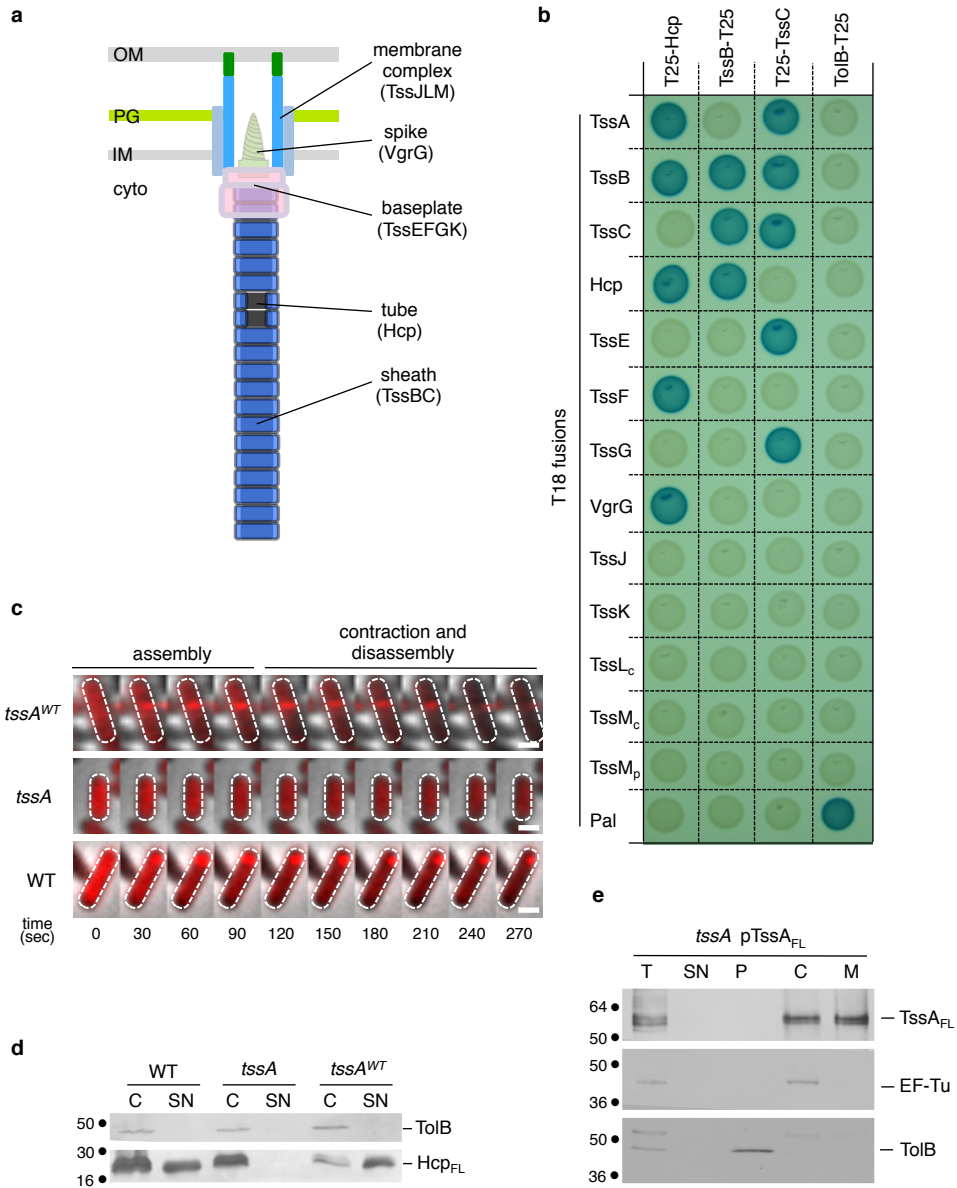 a
OM
PG
IM
cyto
membrane
complex
(TssJLM)
spike
(VgrG)
baseplate
(TssEFGK)
tube
(Hcp)
sheath
(TssBC)
b
T25-Hcp
TssB-T25
T25-TssC
TolB-T25
T18 fusions
TssA
TssB
TssC
Hcp
TssE
TssF
TssG
VgrG
TssJ
TssK
TssLc
TssMc
TssMp
Pal
c
assembly
contraction and
disassembly
tssAWT
tssA
WT
time
(sec)
0 30 60 90 120 150 180 210 240 270
d
WT tssA tssAWT
C SN C SN C SN
50
TolB
30
16
HcpFL
e
tssA pTssAFL
T SN P C M
64
50
TssAFL
50
36
EF-Tu
50
36
TolB